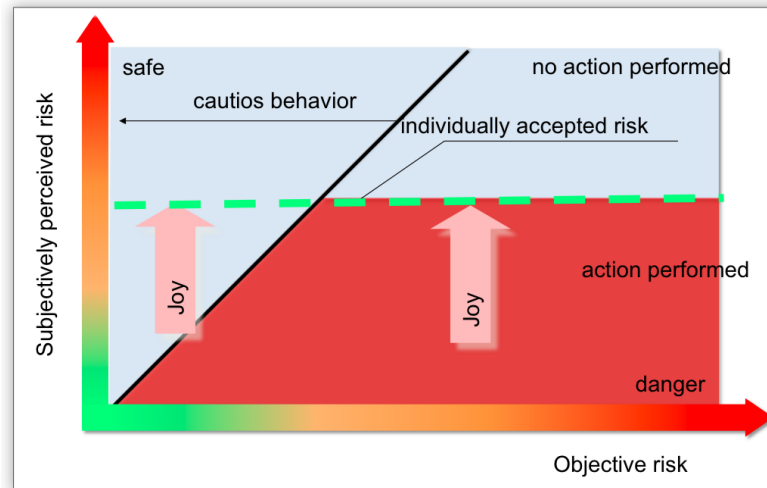 safe
no action performed
cautios behavior
individually accepted risk
Subjectively perceived risk
Joy
Joy
action performed
danger
Objective risk